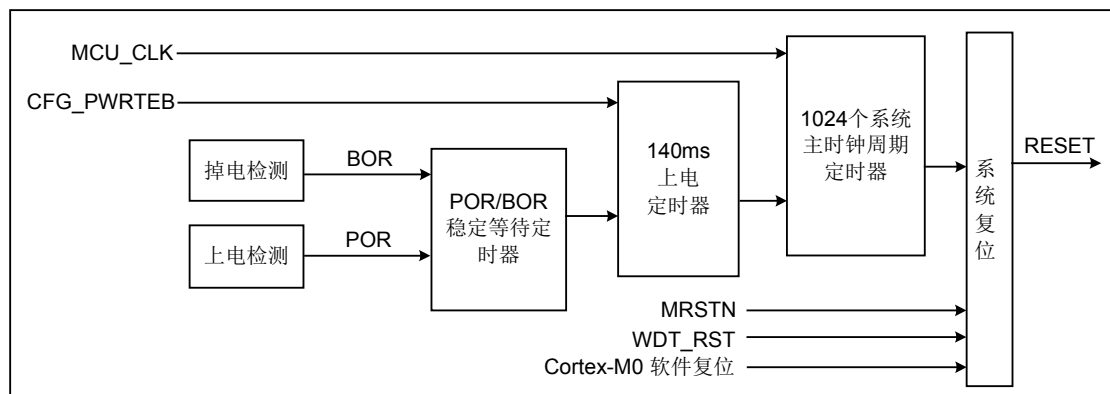 MCU_CLK
CFG_PWRTEB
掉电检测
BOR
上电检测
POR
POR/BOR
稳定等待定
时器
140ms
上电
定时器
1024个系统
主时钟周期
定时器
系统复位
RESET
MRSTN
WDT_RST
Cortex-M0 软件复位